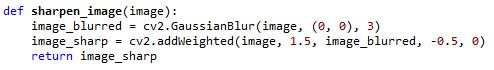 def sharpen_image(image):
    image_blurred = cv2.GaussianBlur(image, (0, 0), 3)
    image_sharp = cv2.addWeighted(image, 1.5, image_blurred, -0.5, 0)
    return image_sharp